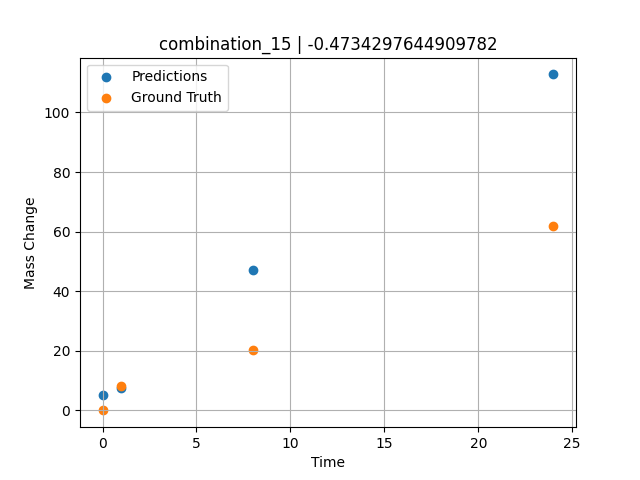 combination_15 | -0.4734297644909782
Predictions
Ground Truth
Mass Change
100
80
60
40
20
0
0 5 10 15 20 25
Time